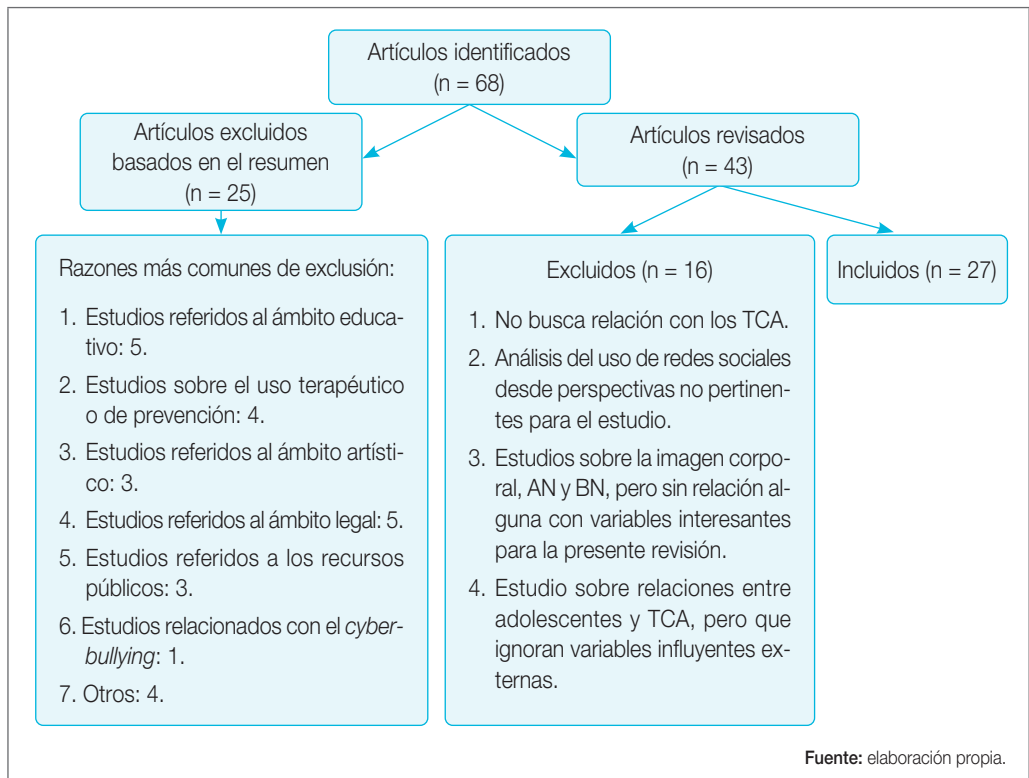 Artículos identificados
(n = 68)
Artículos excluidos
basados en el resumen
(n = 25)
Artículos revisados
(n = 43)
Razones más comunes de exclusión:
1. Estudios referidos al ámbito educa-
tivo: 5.
2. Estudios sobre el uso terapéutico
o de prevención: 4.
3. Estudios referidos al ámbito artísti-
co: 3.
4. Estudios referidos al ámbito legal: 5.
5. Estudios referidos a los recursos
públicos: 3.
6. Estudios relacionados con el cyber-
bullying: 1.
7. Otros: 4.
Excluidos (n = 16)
1. No busca relación con los TCA.
2. Análisis del uso de redes sociales
desde perspectivas no pertinen-
tes para el estudio.
3. Estudios sobre la imagen corpo-
ral, AN y BN, pero sin relación al-
guna con variables interesantes
para la presente revisión.
4. Estudio sobre relaciones entre
adolescentes y TCA, pero que
ignoran variables influyentes ex-
ternas.
Incluidos (n = 27)
Fuente: elaboración propia.